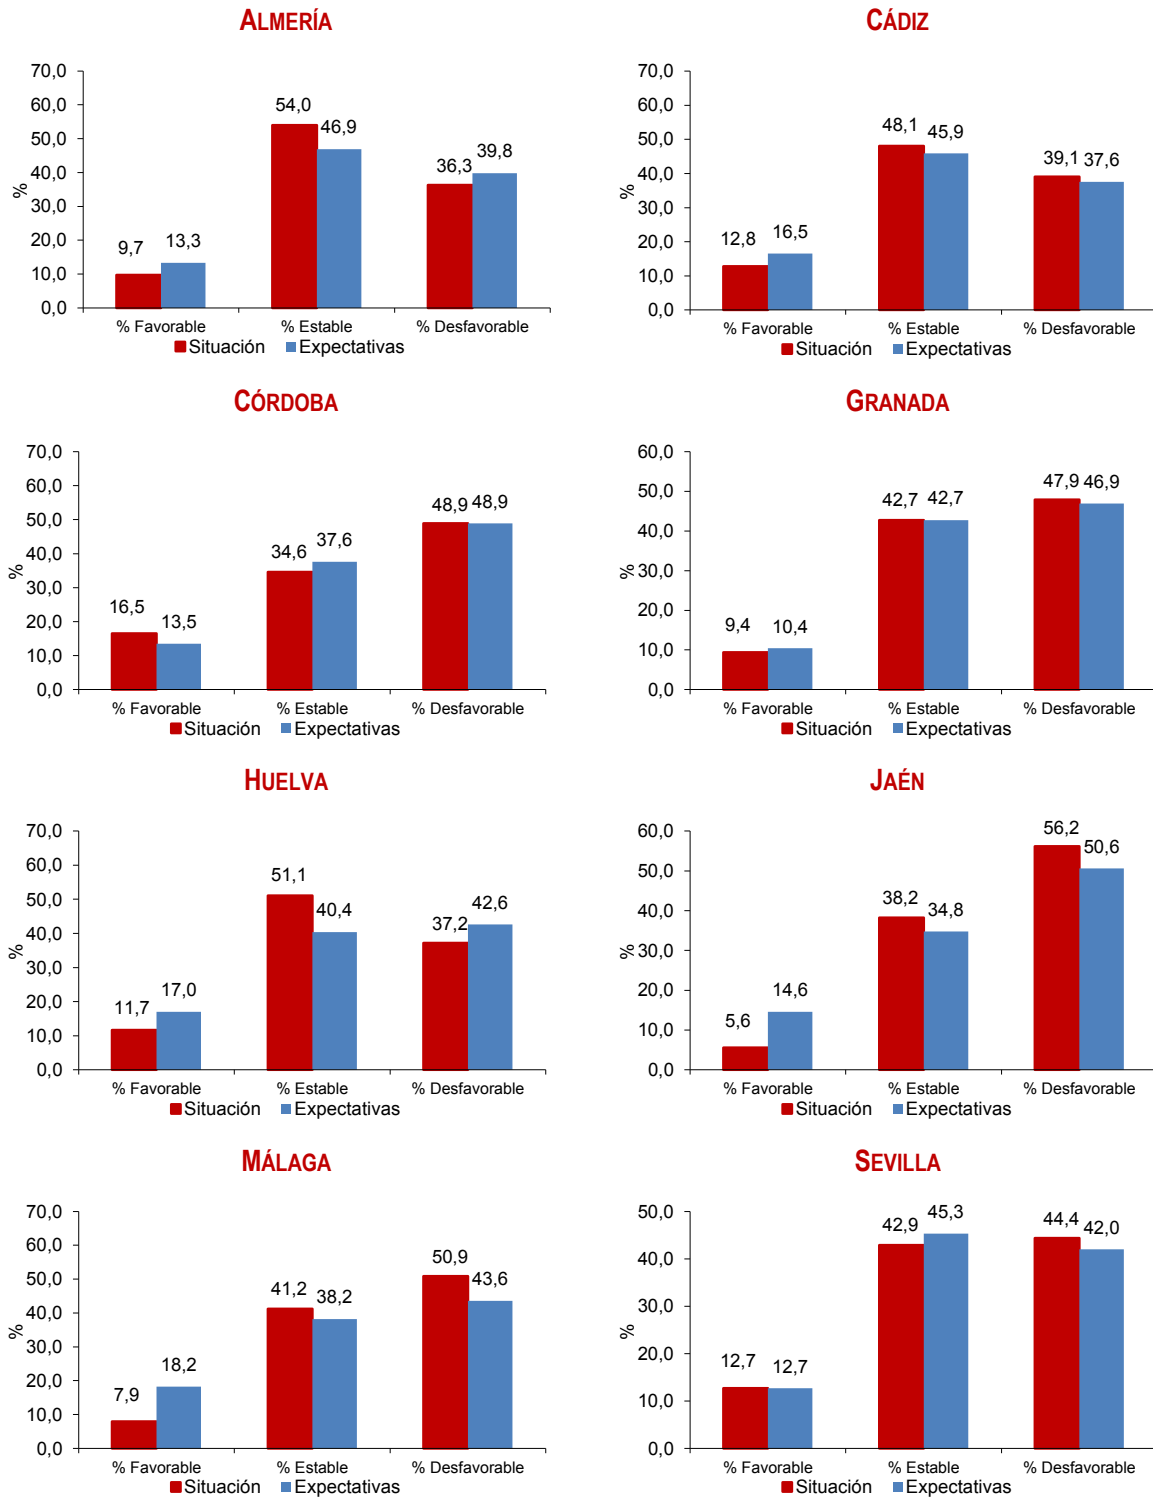 ALMERÍA
70,0
60,0
50,0
40,0
30,0
20,0
10,0
0,0
%
9,7
13,3
54,0
46,9
36,3
39,8
% Favorable
% Estable
% Desfavorable
Situación
Expectativas
CÁDIZ
70,0
60,0
50,0
40,0
30,0
20,0
10,0
0,0
%
12,8
16,5
48,1
45,9
39,1
37,6
% Favorable
% Estable
% Desfavorable
Situación
Expectativas
CÓRDOBA
70,0
60,0
50,0
40,0
30,0
20,0
10,0
0,0
%
16,5
13,5
34,6
37,6
48,9
48,9
% Favorable
% Estable
% Desfavorable
Situación
Expectativas
GRANADA
60,0
50,0
40,0
30,0
20,0
10,0
0,0
%
9,4
10,4
42,7
42,7
47,9
46,9
% Favorable
% Estable
% Desfavorable
Situación
Expectativas
HUELVA
70,0
60,0
50,0
40,0
30,0
20,0
10,0
0,0
%
11,7
17,0
51,1
40,4
37,2
42,6
% Favorable
% Estable
% Desfavorable
Situación
Expectativas
JAÉN
60,0
50,0
40,0
30,0
20,0
10,0
0,0
%
5,6
14,6
38,2
34,8
56,2
50,6
% Favorable
% Estable
% Desfavorable
Situación
Expectativas
MÁLAGA
70,0
60,0
50,0
40,0
30,0
20,0
10,0
0,0
%
7,9
18,2
41,2
38,2
50,9
43,6
% Favorable
% Estable
% Desfavorable
Situación
Expectativas
SEVILLA
50,0
40,0
30,0
20,0
10,0
0,0
%
12,7
12,7
42,9
45,3
44,4
42,0
% Favorable
% Estable
% Desfavorable
Situación
Expectativas